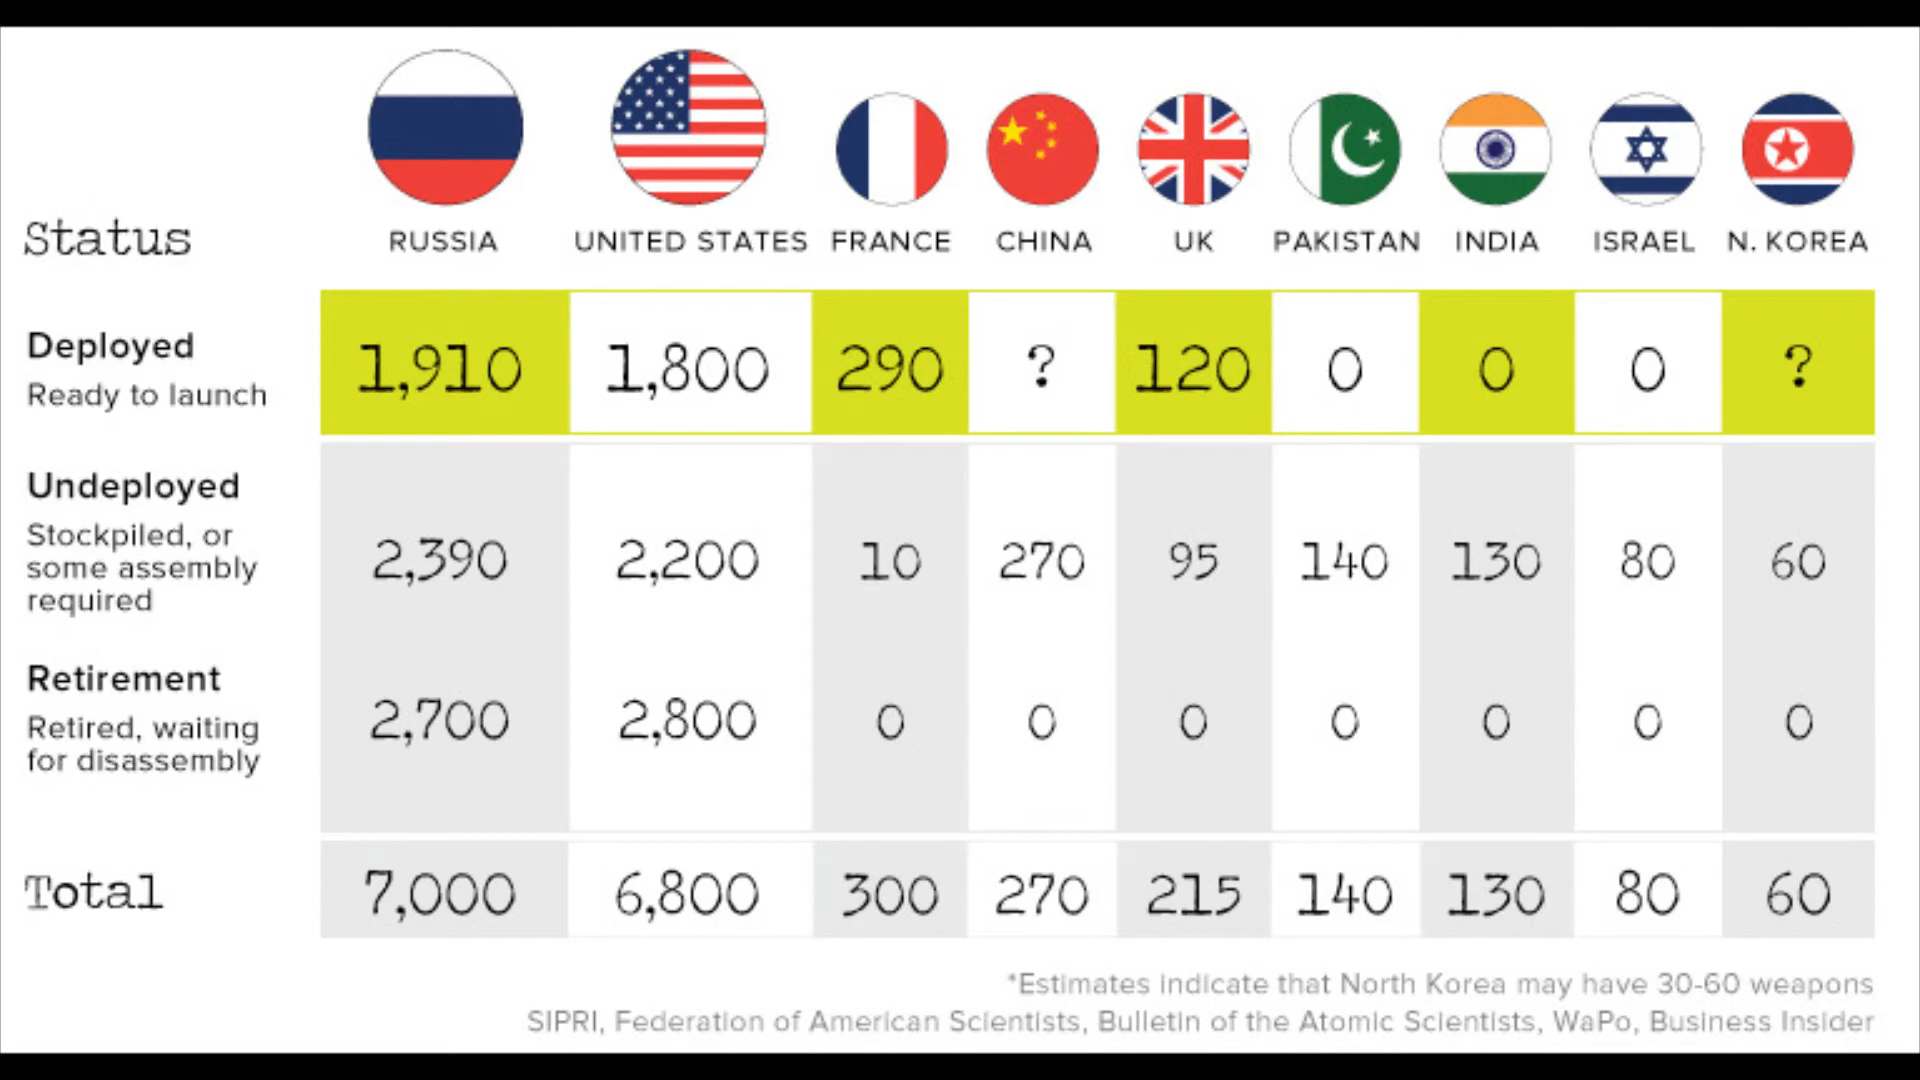 Status RUSSIA UNITED STATES FRANCE CHINA UK PAKISTAN INDIA ISRAEL N. KOREA
Deployed
Ready to launch
1,910 1,800 290 ? 120 0 0 0 ?
Undeployed
Stockpiled, or
some assembly
required
2,390 2,200 10 270 95 140 130 80 60
Retirement
Retired, waiting
for disassembly
2,700 2,800 0 0 0 0 0 0 0
Total 7,000 6,800 300 270 215 140 130 80 60
*Estimates indicate that North Korea may have 30-60 weapons
SIPRI, Federation of American Scientists, Bulletin of the Atomic Scientists, WaPo, Business Insider